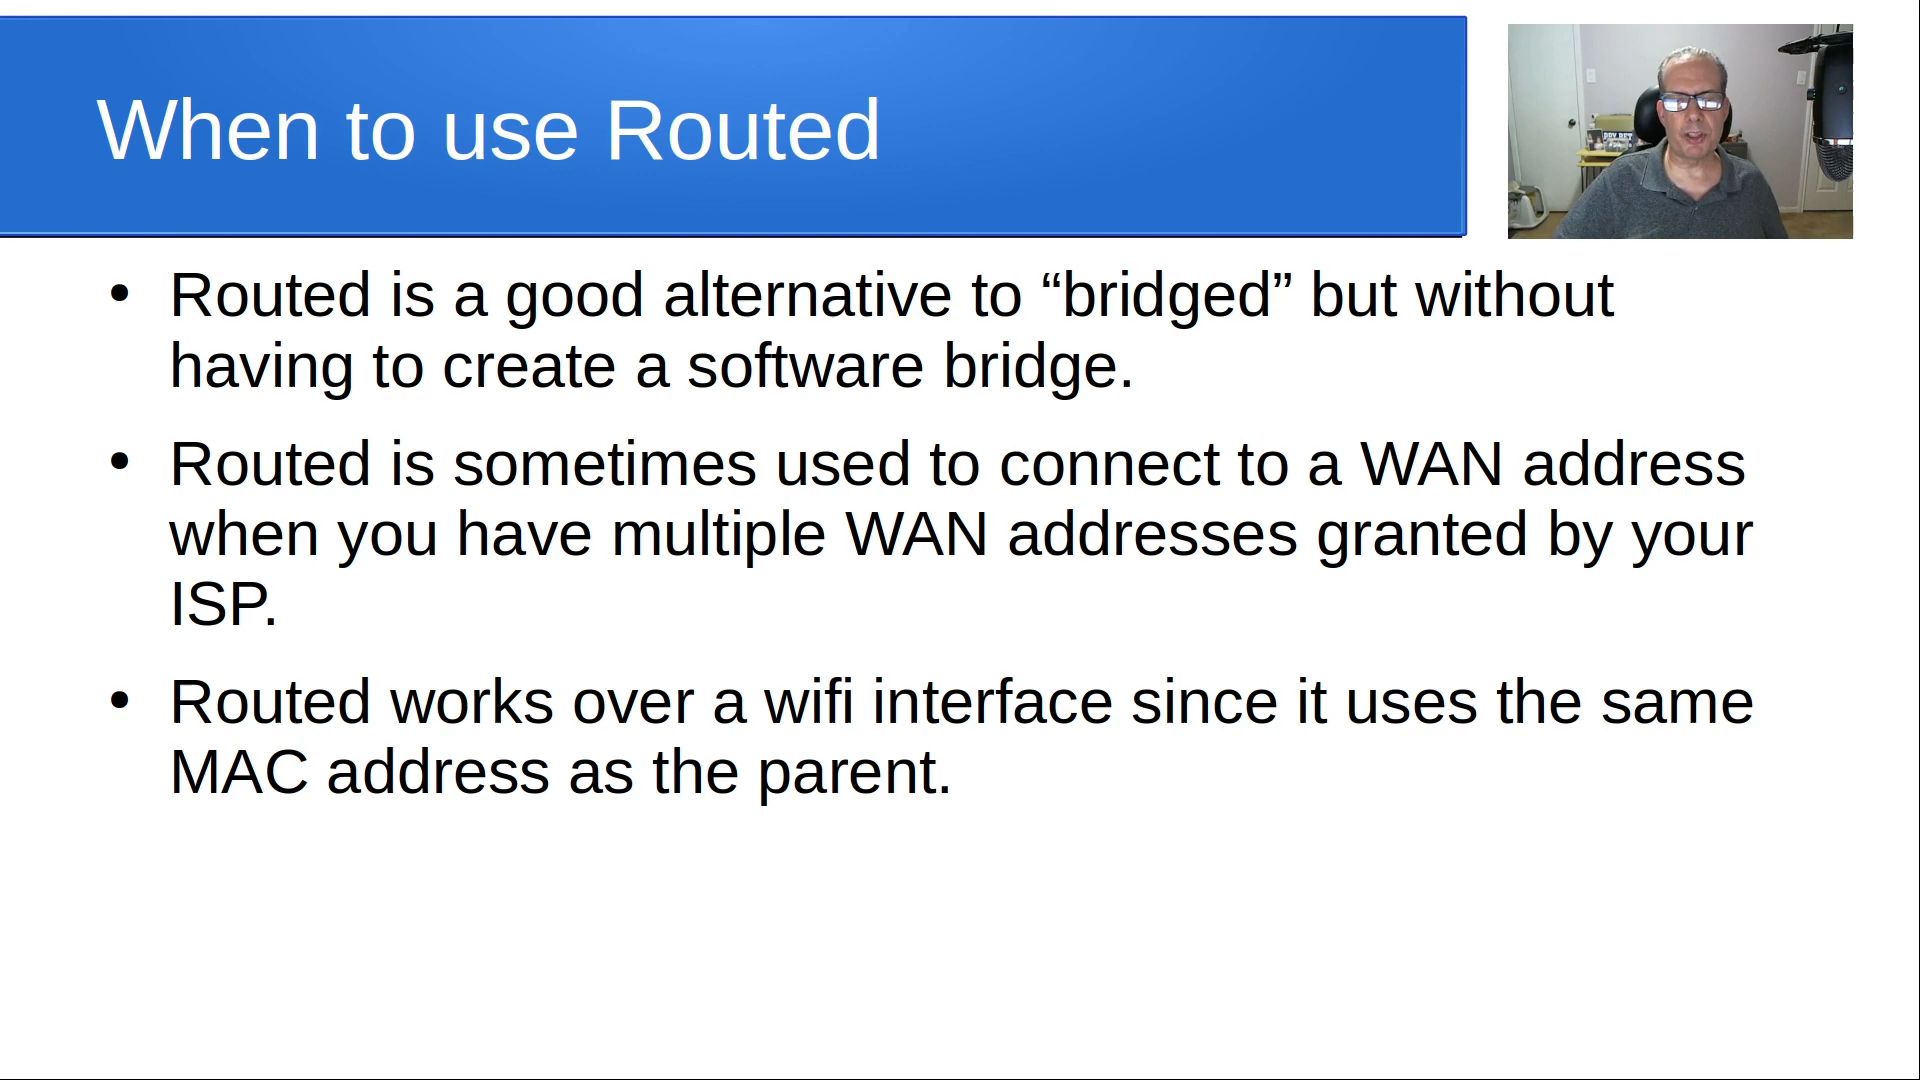 When to use Routed
• Routed is a good alternative to “bridged” but without
having to create a software bridge.
• Routed is sometimes used to connect to a WAN address
when you have multiple WAN addresses granted by your
ISP.
• Routed works over a wifi interface since it uses the same
MAC address as the parent.